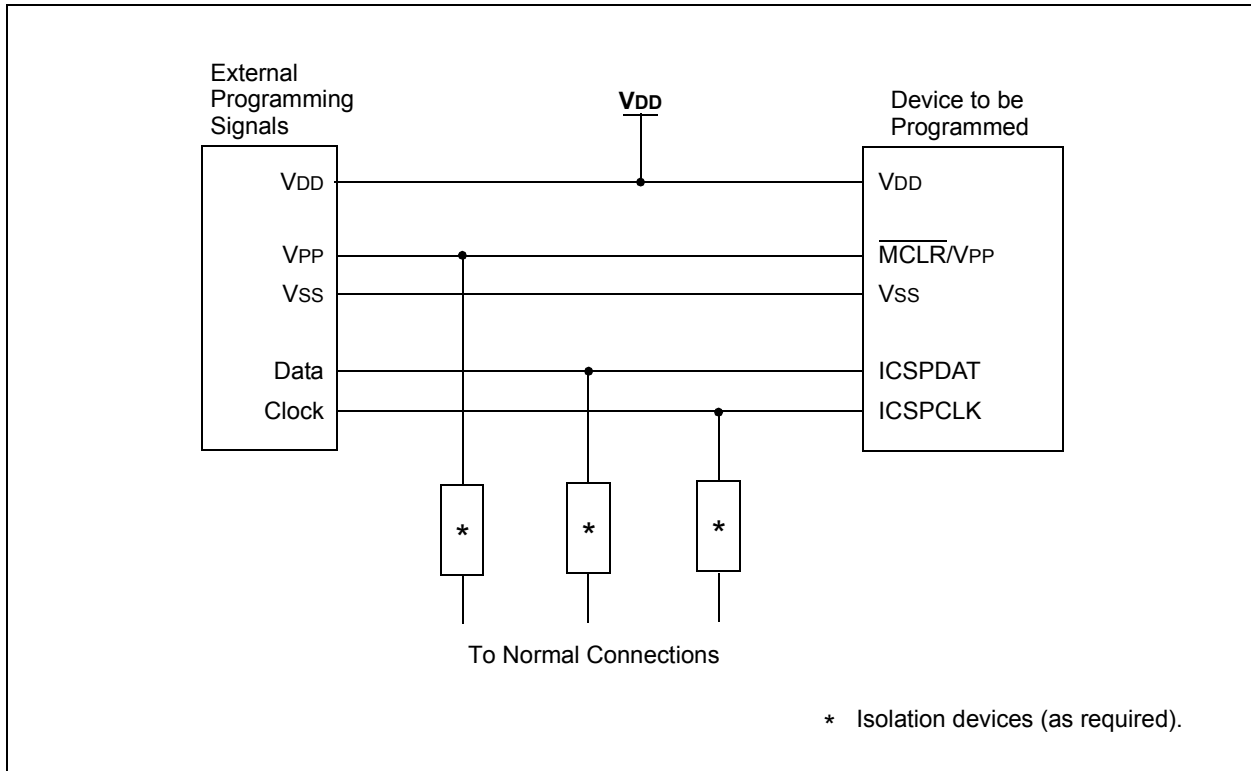 External
Programming
Signals
VDD
Device to be
Programmed
VDD
VDD
VPP
MCLR/VPP
VSS
VSS
Data
ICSPDAT
Clock
ICSPCLK
* * *
To Normal Connections
* Isolation devices (as required).